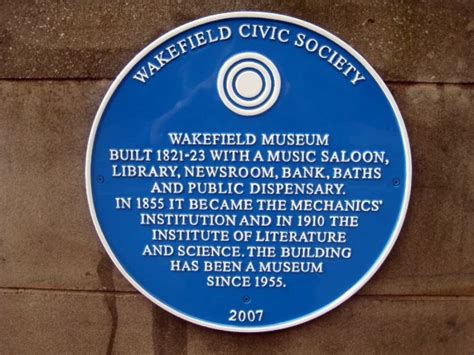 WAKEFIELD CIVIC SOCIETY
WAKEFIELD MUSEUM
BUILT 1821-23 WITH A MUSIC SALOON,
LIBRARY, NEWSROOM, BANK, BATHS
AND PUBLIC DISPENSARY.
IN 1855 IT BECAME THE MECHANICS'
INSTITUTION AND IN 1910 THE
INSTITUTE OF LITERATURE
AND SCIENCE. THE BUILDING
HAS BEEN A MUSEUM
SINCE 1955.
2007